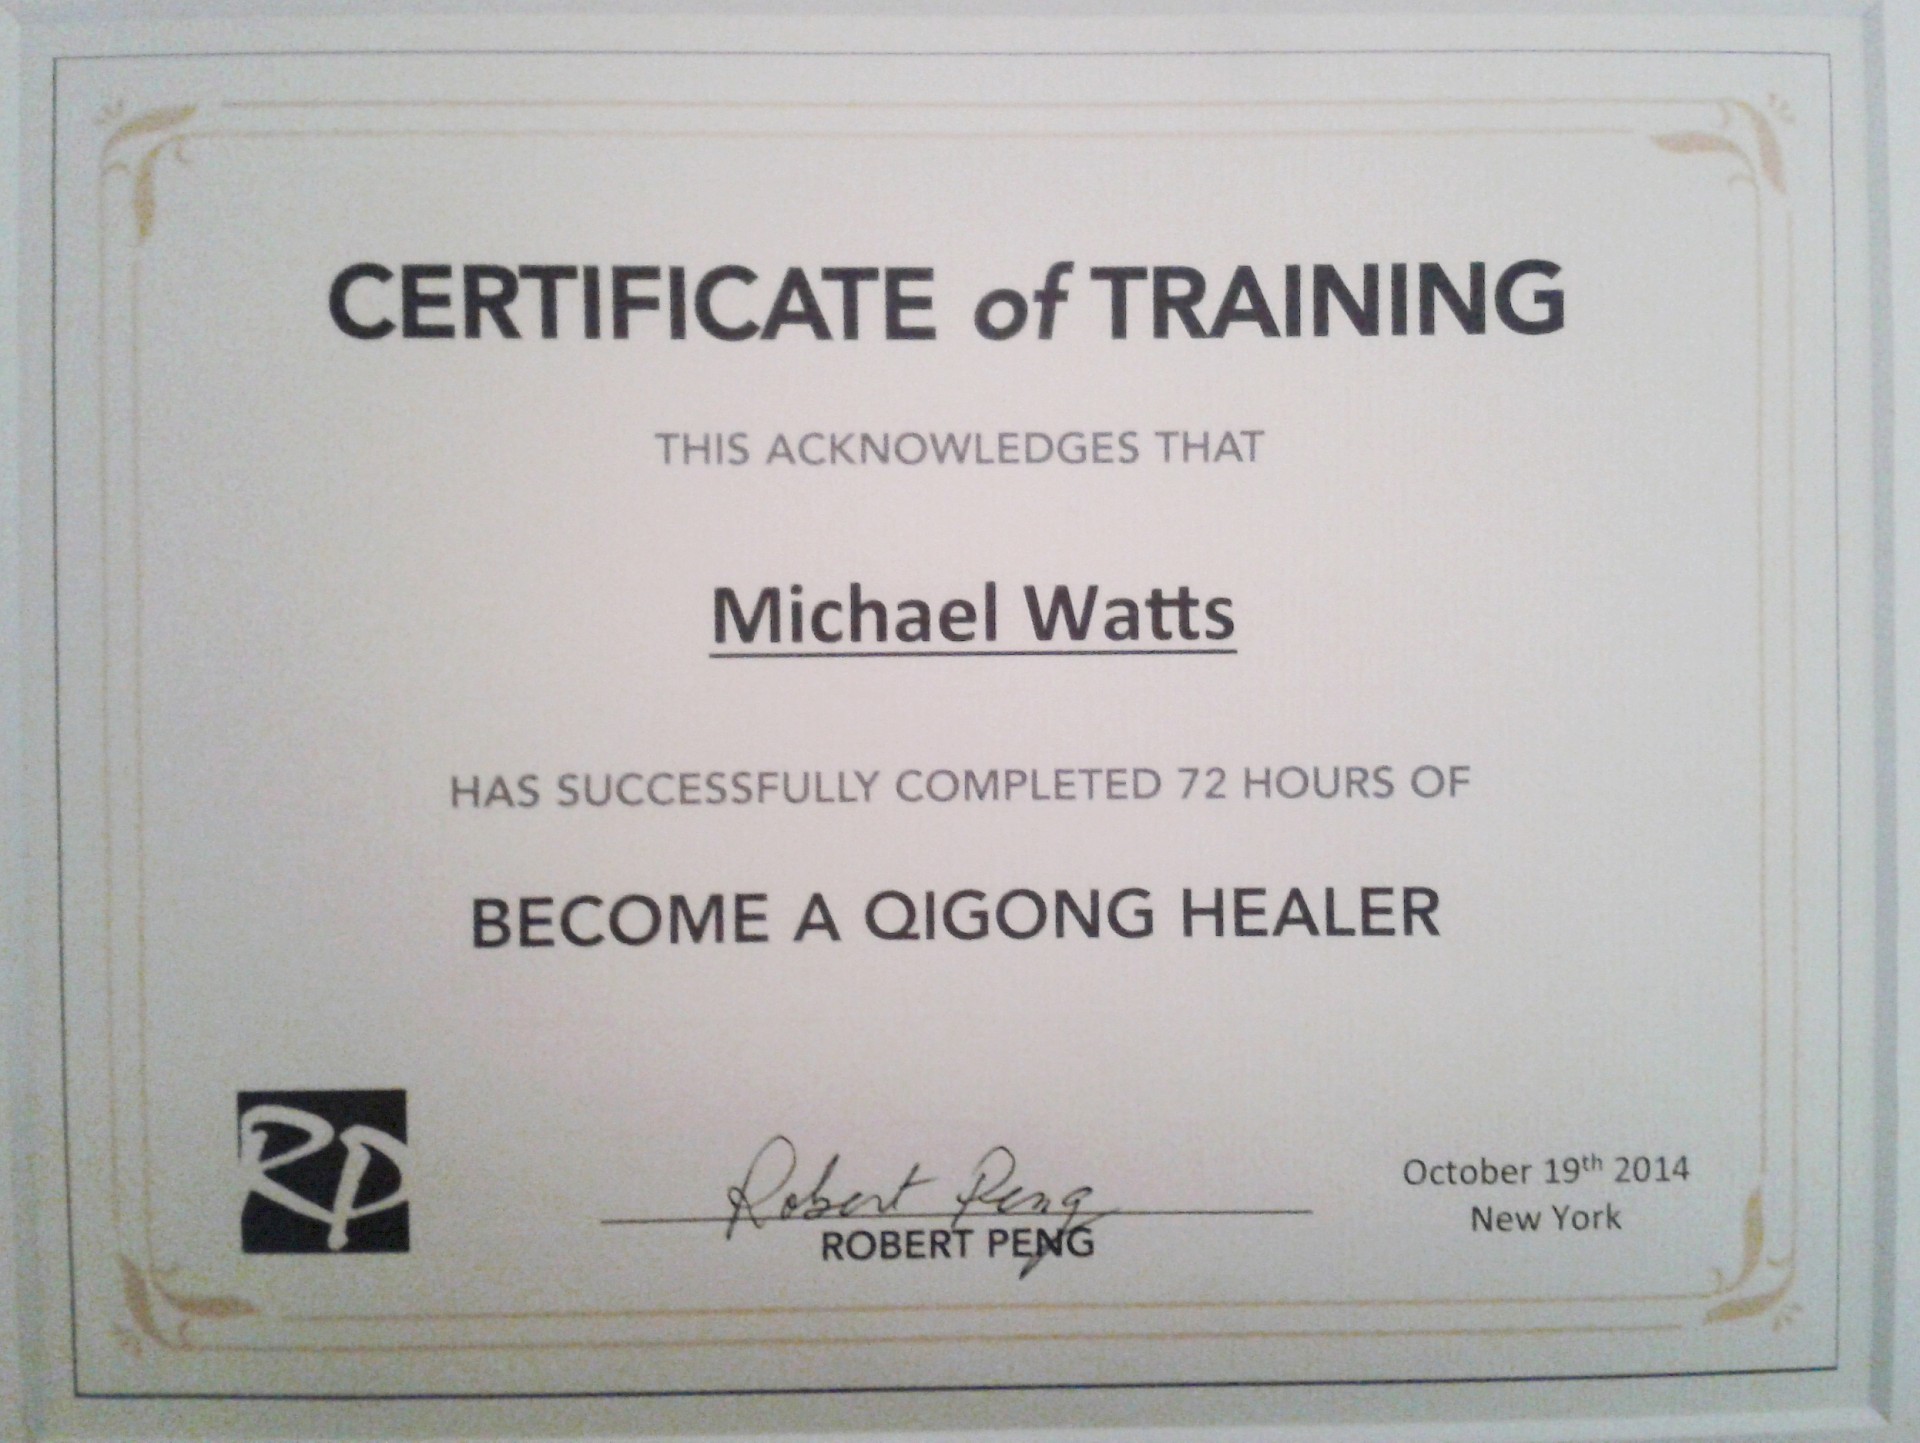 CERTIFICATE of TRAINING
THIS ACKNOWLEDGES THAT
Michael Watts
HAS SUCCESSFULLY COMPLETED 72 HOURS OF
BECOME A QIGONG HEALER
RP
Robert Peng
ROBERT PENG
October 19th 2014
New York